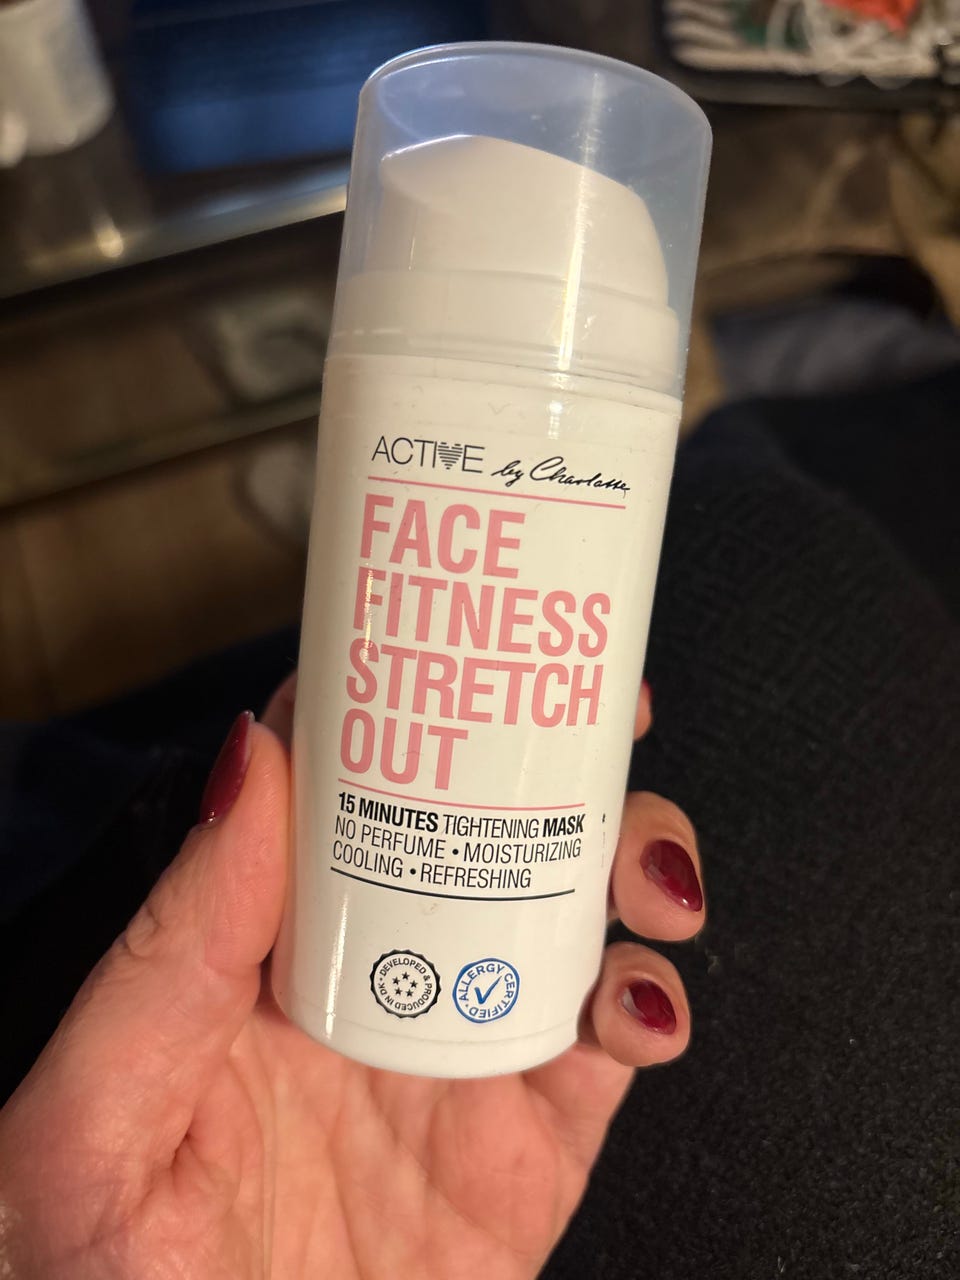 ACTIVE by Charlotte
FACE
FITNESS
STRETCH
OUT
15 MINUTES TIGHTENING MASK
NO PERFUME • MOISTURIZING
COOLING • REFRESHING
DEVELOPED & PRODUCED IN DK
ALLERGY CERTIFIED